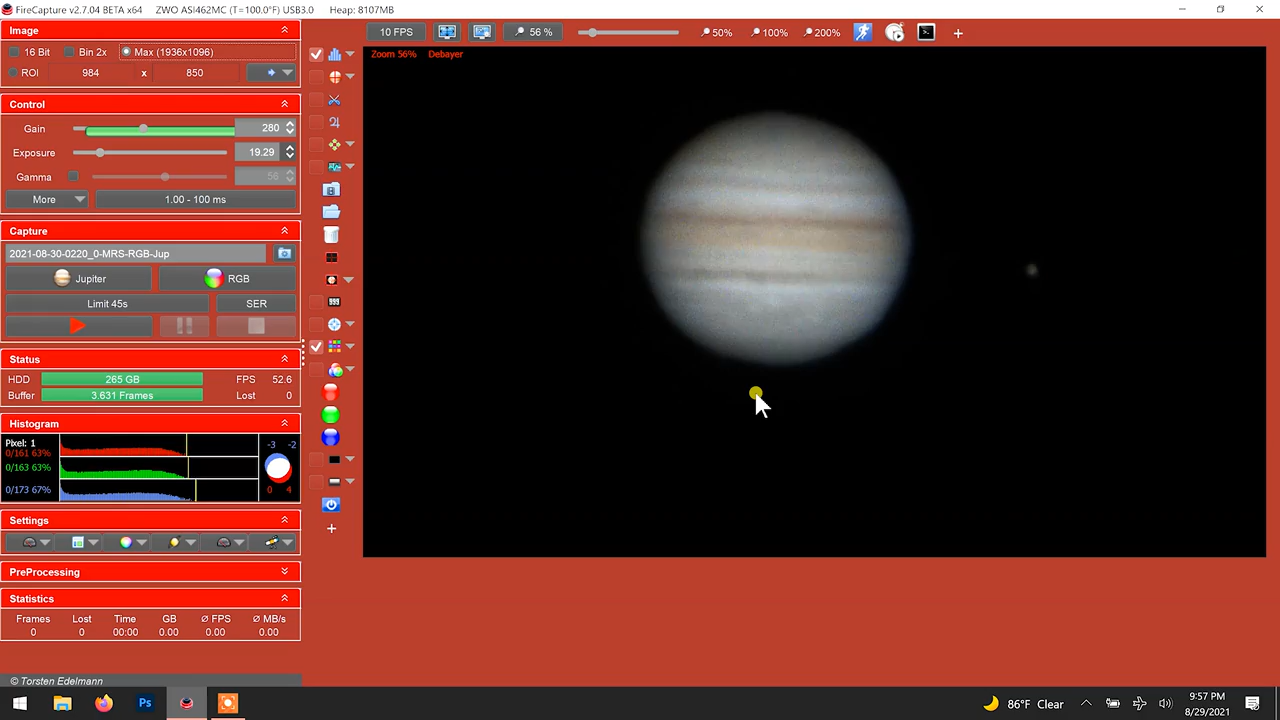 FireCapture v2.7.04 BETA x64 ZWO ASI462MC (T=100.0°F) USB3.0 Heap: 8107MB
Image
16 Bit Bin 2x Max (1936x1096)
ROI 984 x 850
10 FPS 56 % 50% 100% 200%
Zoom 56% Debayer
Control
Gain 280
Exposure 19.29
Gamma 56
More 1.00 - 100 ms
Capture
2021-08-30-0220_0-MRS-RGB-Jup
Jupiter RGB
Limit 45s SER
999
Status
HDD 265 GB FPS 52.6
Buffer 3.631 Frames Lost 0
Histogram
Pixel: 1
0/161 63%
0/163 63%
0/173 67%
-3 -2
0 4
Settings
PreProcessing
Statistics
Frames Lost Time GB Ø FPS Ø MB/s
0 0 00:00 0.00 0.00 0.00
© Torsten Edelmann
Ps
86°F Clear
9:57 PM
8/29/2021